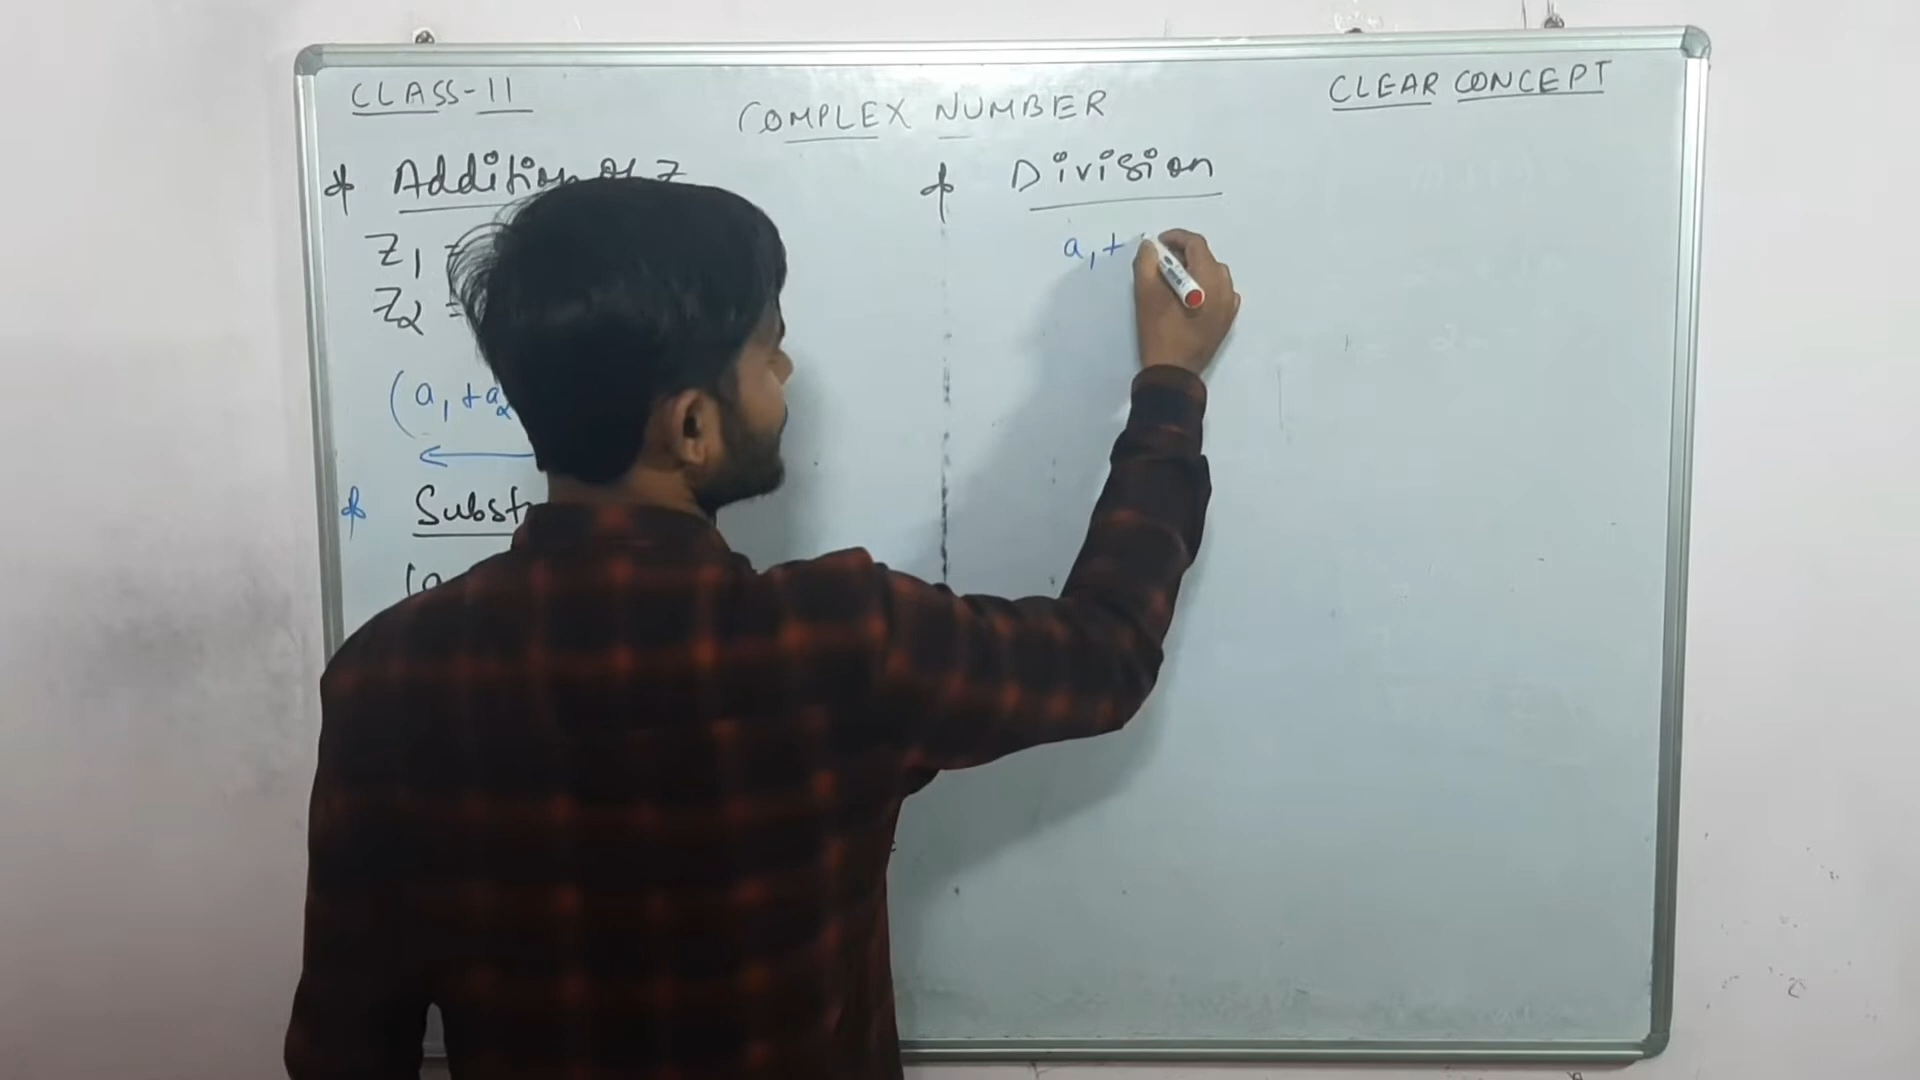 CLASS-11
COMPLEX NUMBER
CLEAR CONCEPT
* Addition of Z
Z₁ =
Z₂ =
(a₁ + a₂
←
* Subst
(a
* Division
a₁ +